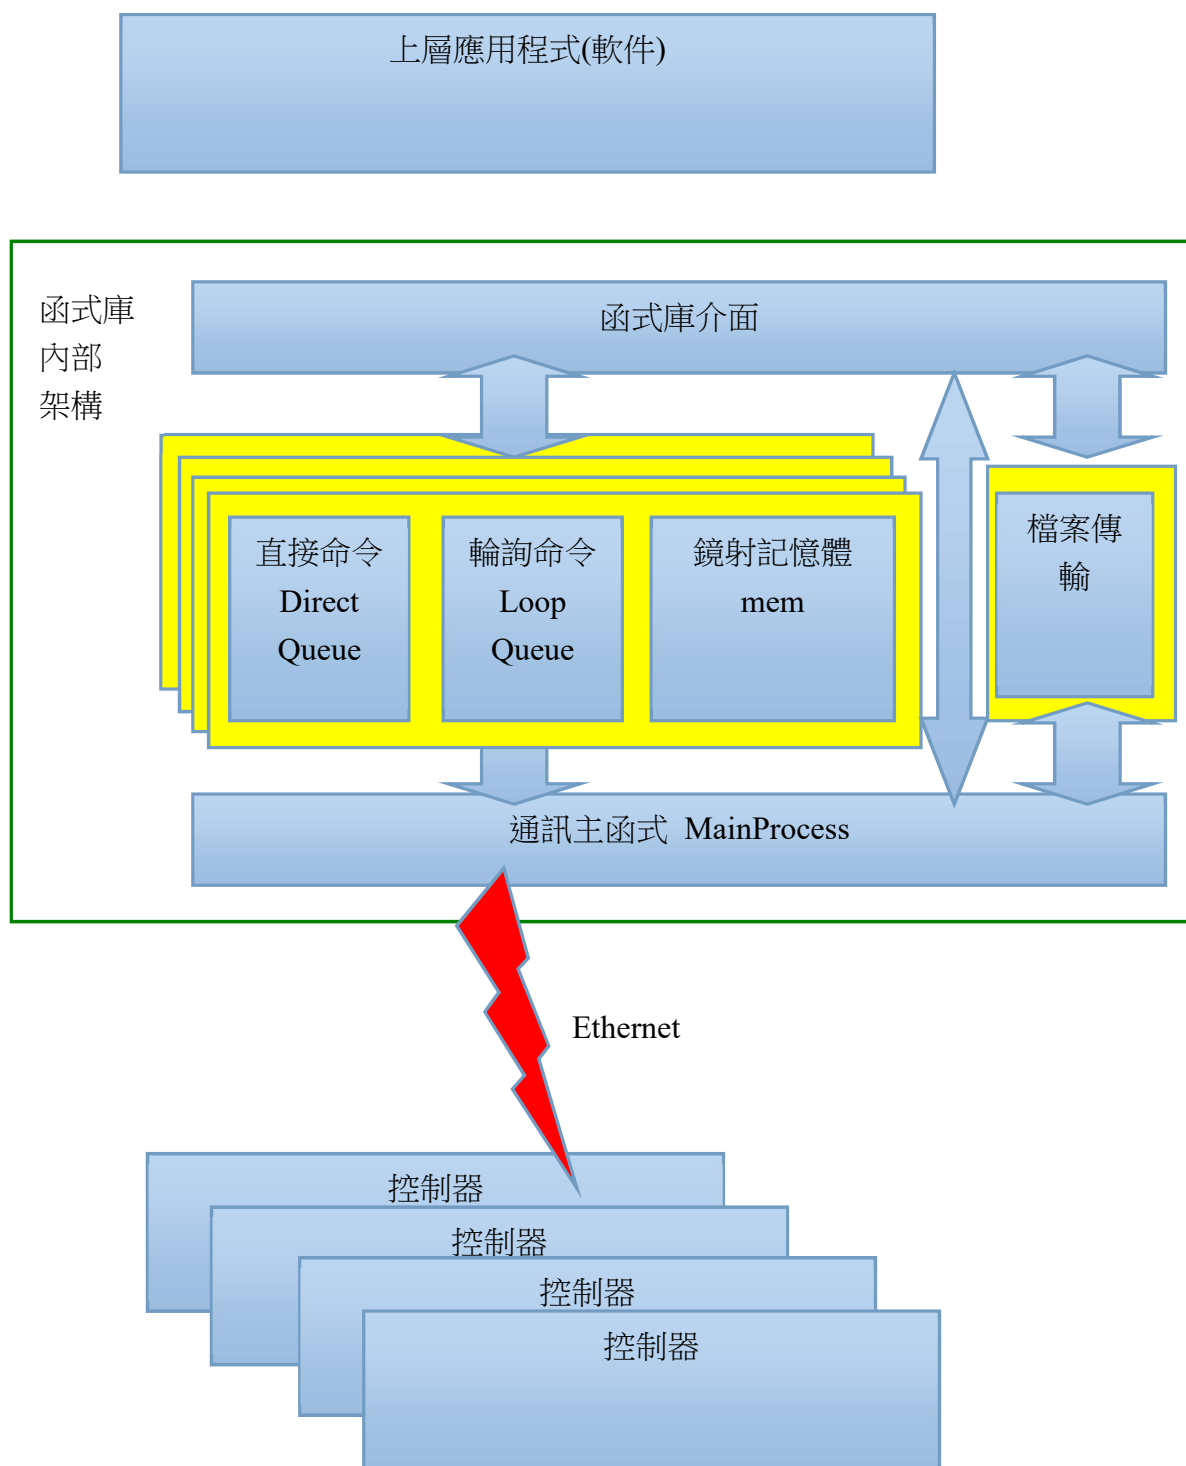 上層應用程式(軟件)
函式庫
內部
架構
函式庫介面
直接命令
Direct
Queue
輪詢命令
Loop
Queue
鏡射記憶體
mem
檔案傳
輸
通訊主函式 MainProcess
Ethernet
控制器
控制器
控制器
控制器